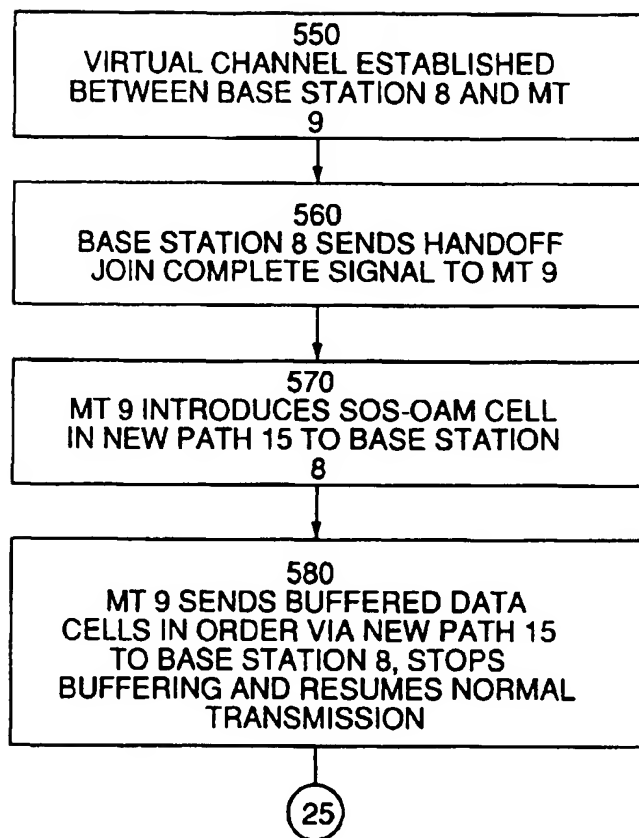 550
VIRTUAL CHANNEL ESTABLISHED
BETWEEN BASE STATION 8 AND MT
9
560
BASE STATION 8 SENDS HANDOFF
JOIN COMPLETE SIGNAL TO MT 9
570
MT 9 INTRODUCES SOS-OAM CELL
IN NEW PATH 15 TO BASE STATION
8
580
MT 9 SENDS BUFFERED DATA
CELLS IN ORDER VIA NEW PATH 15
TO BASE STATION 8, STOPS
BUFFERING AND RESUMES NORMAL
TRANSMISSION
25